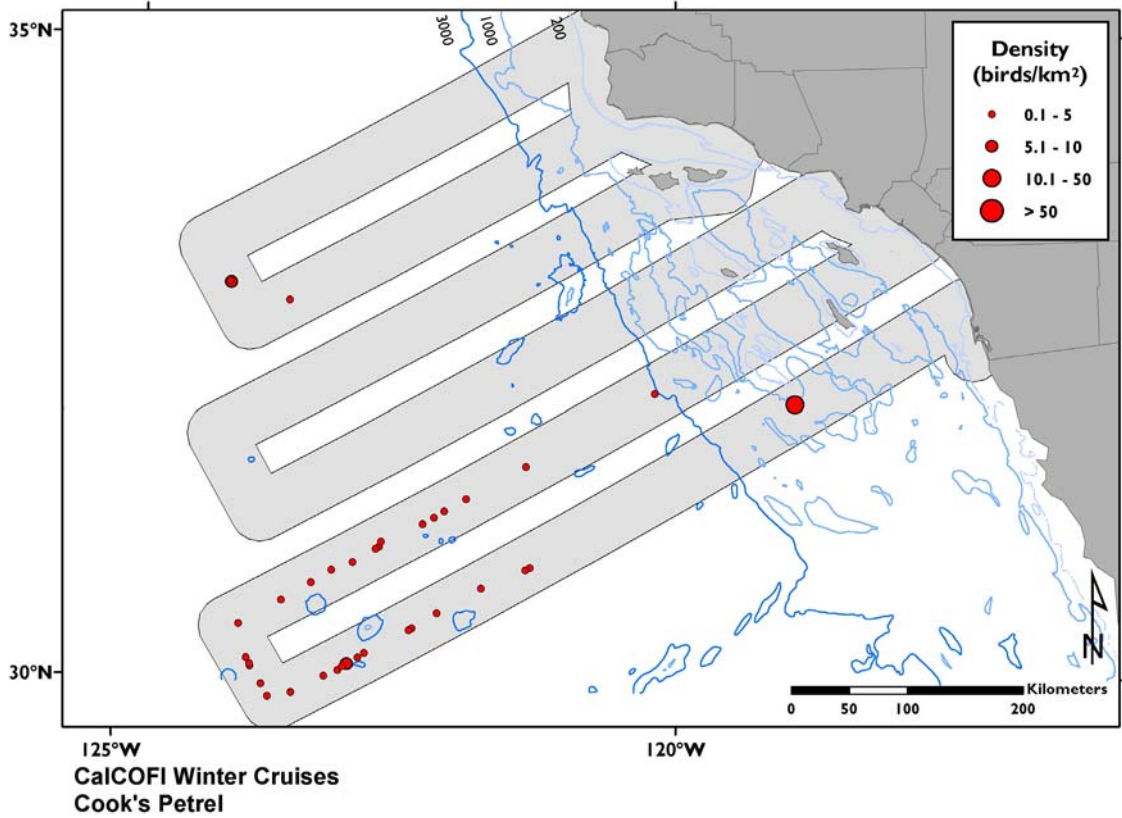 35°N
3000
1000
200
Density
(birds/km²)
0.1 - 5
5.1 - 10
10.1 - 50
> 50
30°N
N
Kilometers
0 50 100 200
125°W 120°W
CalCOFI Winter Cruises
Cook's Petrel